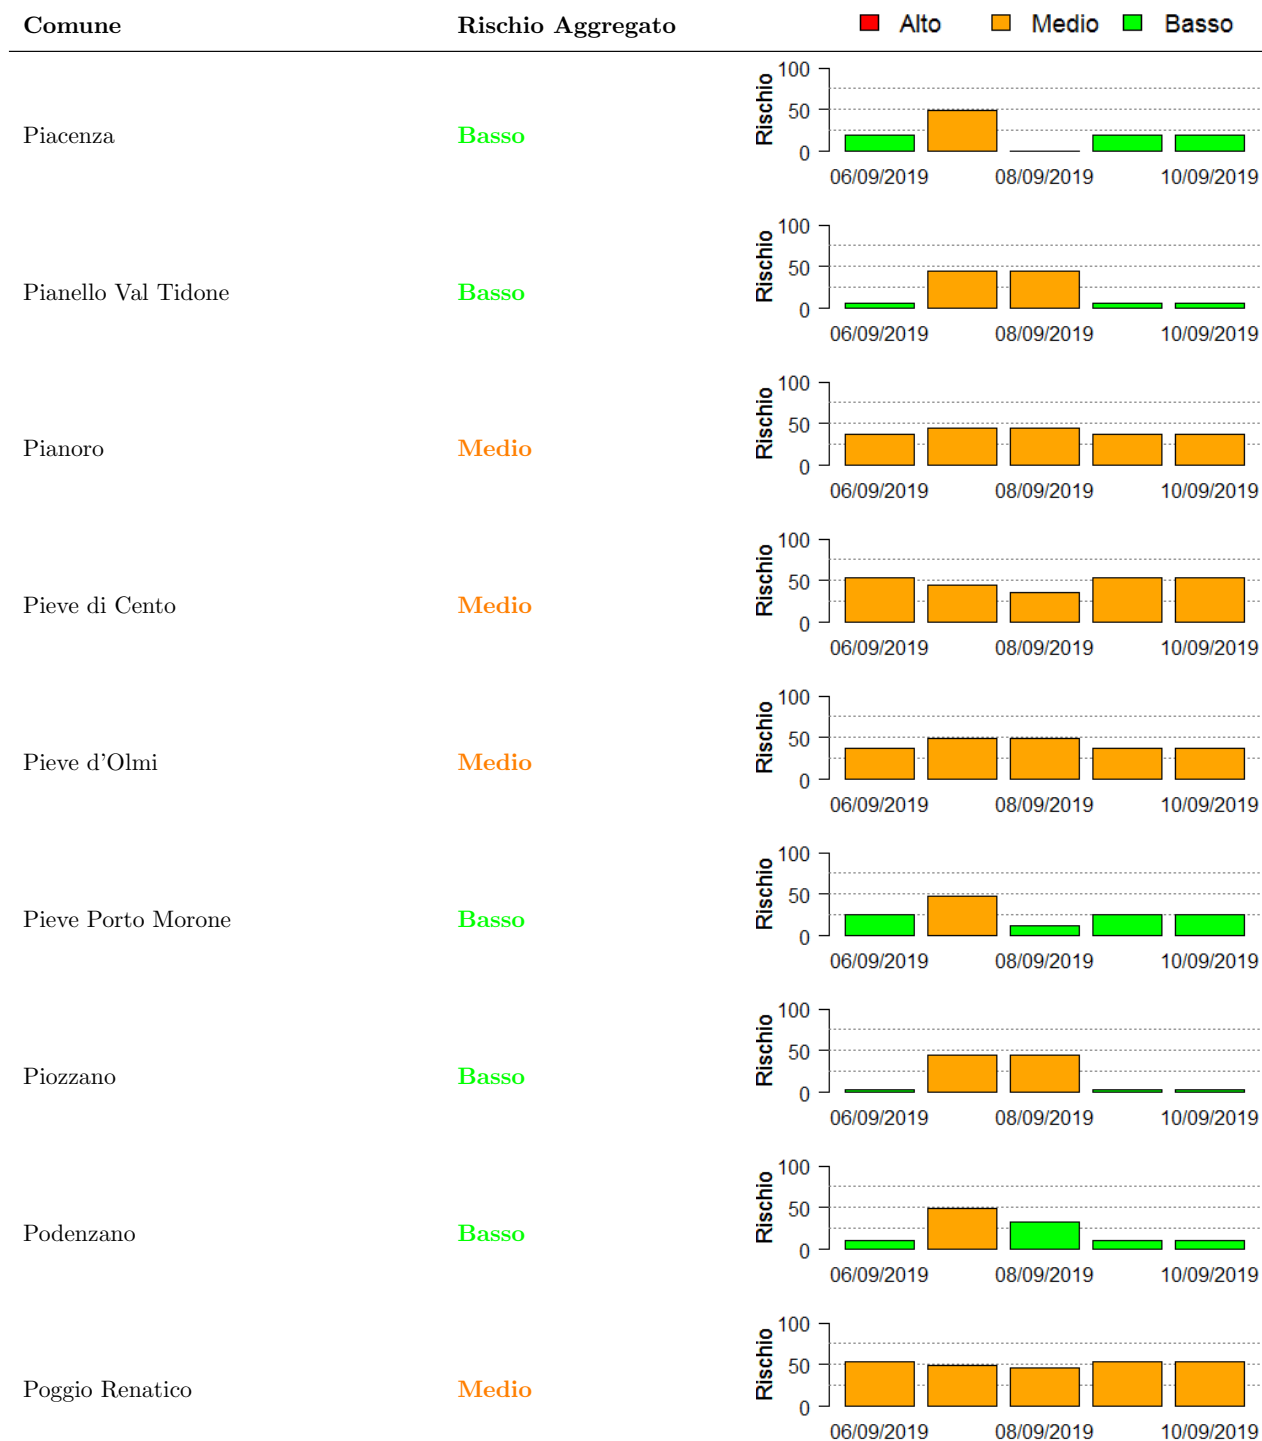 Comune Rischio Aggregato Alto Medio Basso
100
50
0
Rischio
Piacenza Basso
06/09/2019 08/09/2019 10/09/2019
100
50
0
Rischio
Pianello Val Tidone Basso
06/09/2019 08/09/2019 10/09/2019
100
50
0
Rischio
Pianoro Medio
06/09/2019 08/09/2019 10/09/2019
100
50
0
Rischio
Pieve di Cento Medio
06/09/2019 08/09/2019 10/09/2019
100
50
0
Rischio
Pieve d'Olmi Medio
06/09/2019 08/09/2019 10/09/2019
100
50
0
Rischio
Pieve Porto Morone Basso
06/09/2019 08/09/2019 10/09/2019
100
50
0
Rischio
Piozzano Basso
06/09/2019 08/09/2019 10/09/2019
100
50
0
Rischio
Podenzano Basso
06/09/2019 08/09/2019 10/09/2019
100
50
0
Rischio
Poggio Renatico Medio
06/09/2019 08/09/2019 10/09/2019